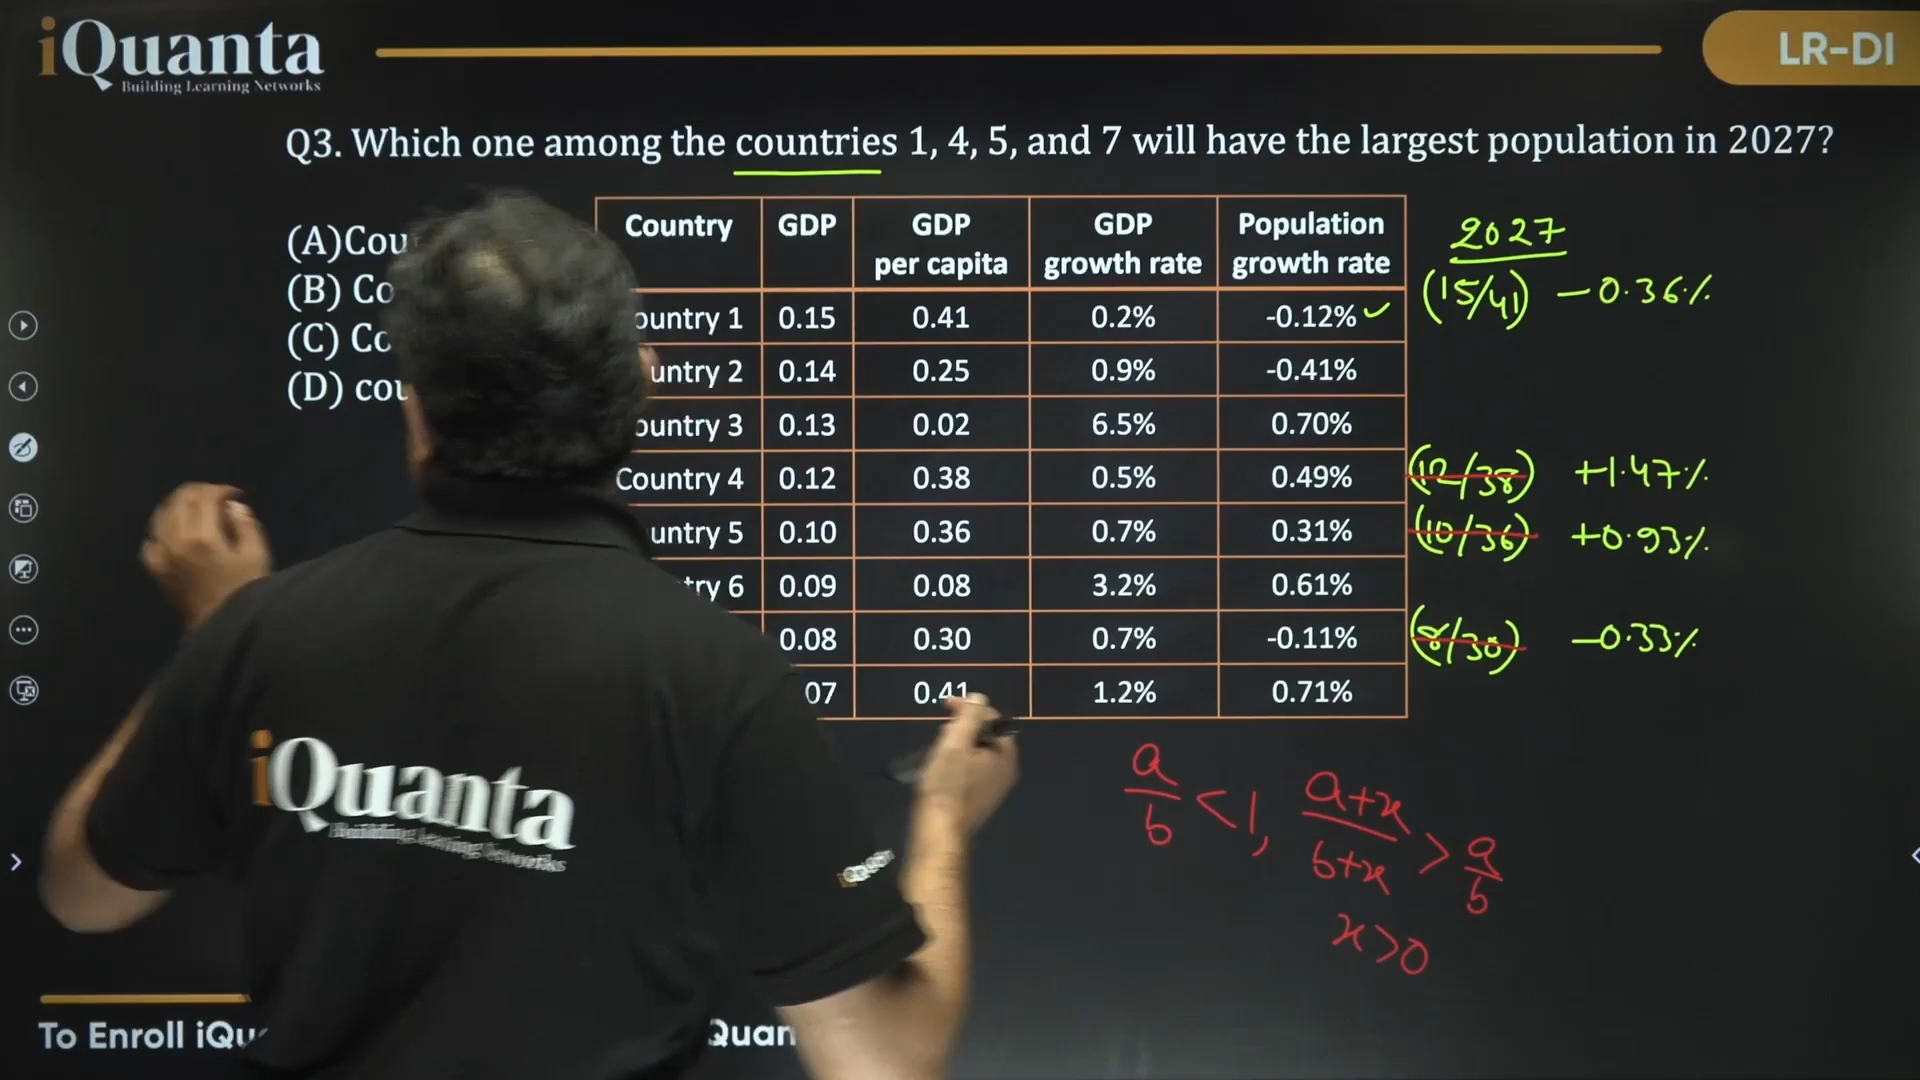 iQuanta
Building Learning Networks
LR-DI
Q3. Which one among the countries 1, 4, 5, and 7 will have the largest population in 2027?
(A)Cou
(B) Co
(C) Co
(D) cou
Country GDP GDP per capita GDP growth rate Population growth rate
ountry 1 0.15 0.41 0.2% -0.12% ✓
untry 2 0.14 0.25 0.9% -0.41%
ountry 3 0.13 0.02 6.5% 0.70%
Country 4 0.12 0.38 0.5% 0.49%
untry 5 0.10 0.36 0.7% 0.31%
try 6 0.09 0.08 3.2% 0.61%
0.08 0.30 0.7% -0.11%
07 0.41 1.2% 0.71%
2027
(15/41) -0.36%
(12/38) +1.47%
(10/36) +0.93%
(8/30) -0.33%
a/b < 1, a+x/b+x > a/b
x>0
iQuanta
Building Learning Networks
To Enroll iQu
Quan